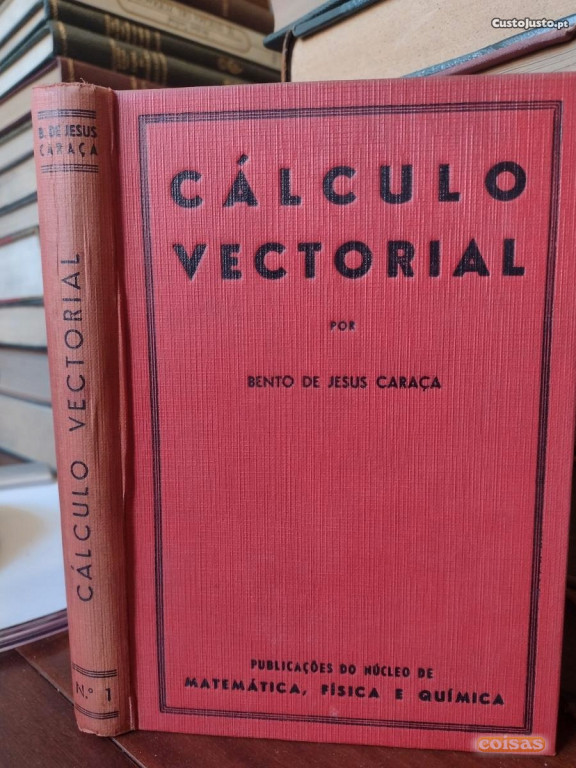 CustoJusto.pt
B. DE JESUS
CARAÇA
CÁLCULO VECTORIAL
N.º 1
CÁLCULO
VECTORIAL
POR
BENTO DE JESUS CARAÇA
PUBLICAÇÕES DO NÚCLEO DE
MATEMÁTICA, FÍSICA E QUÍMICA
coisas